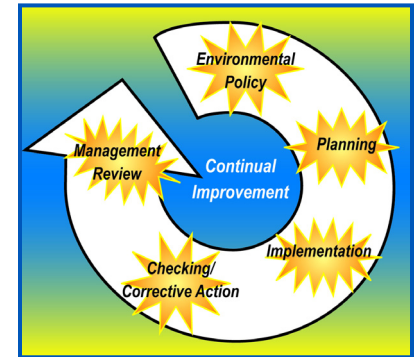 Environmental
Policy
Planning
Implementation
Checking/
Corrective Action
Management
Review
Continual
Improvement